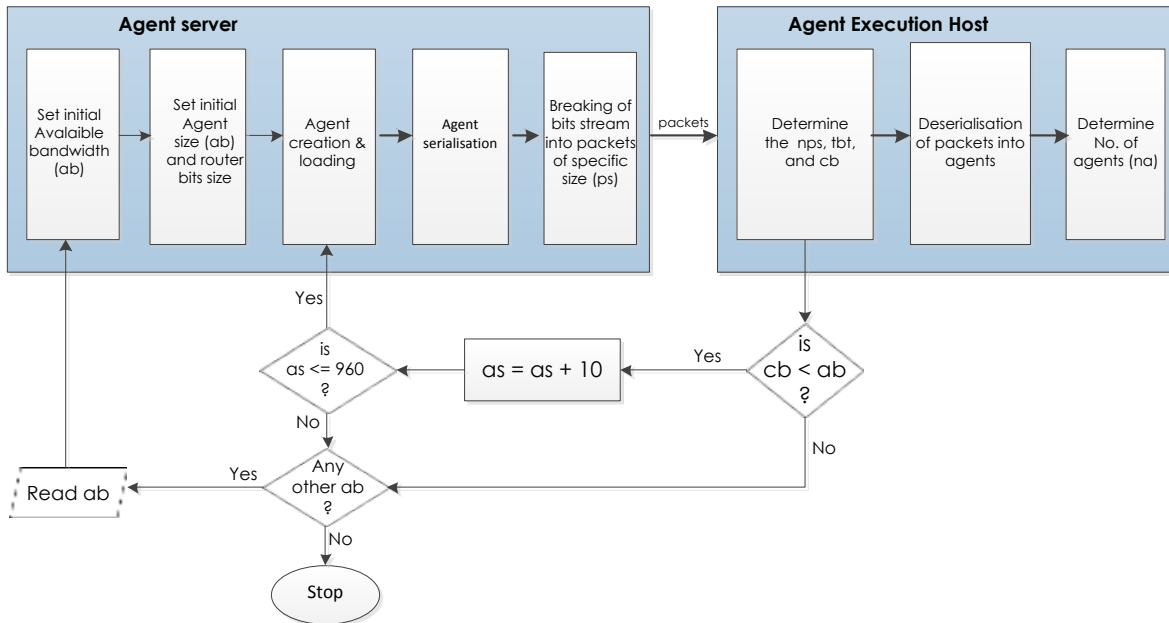 Agent server
Set initial
Avalaible
bandwidth
(ab)
Set initial
Agent
size (ab)
and router
bits size
Agent
creation &
loading
Agent
serialisation
Breaking of
bits stream
into packets
of specific
size (ps)
packets
Agent Execution Host
Determine
the nps, tbt,
and cb
Deserialisation
of packets into
agents
Determine
No. of
agents (na)
Yes
is
as <= 960
?
No
as = as + 10
Yes
is
cb < ab
?
No
Read ab
Yes
Any
other ab
?
No
Stop